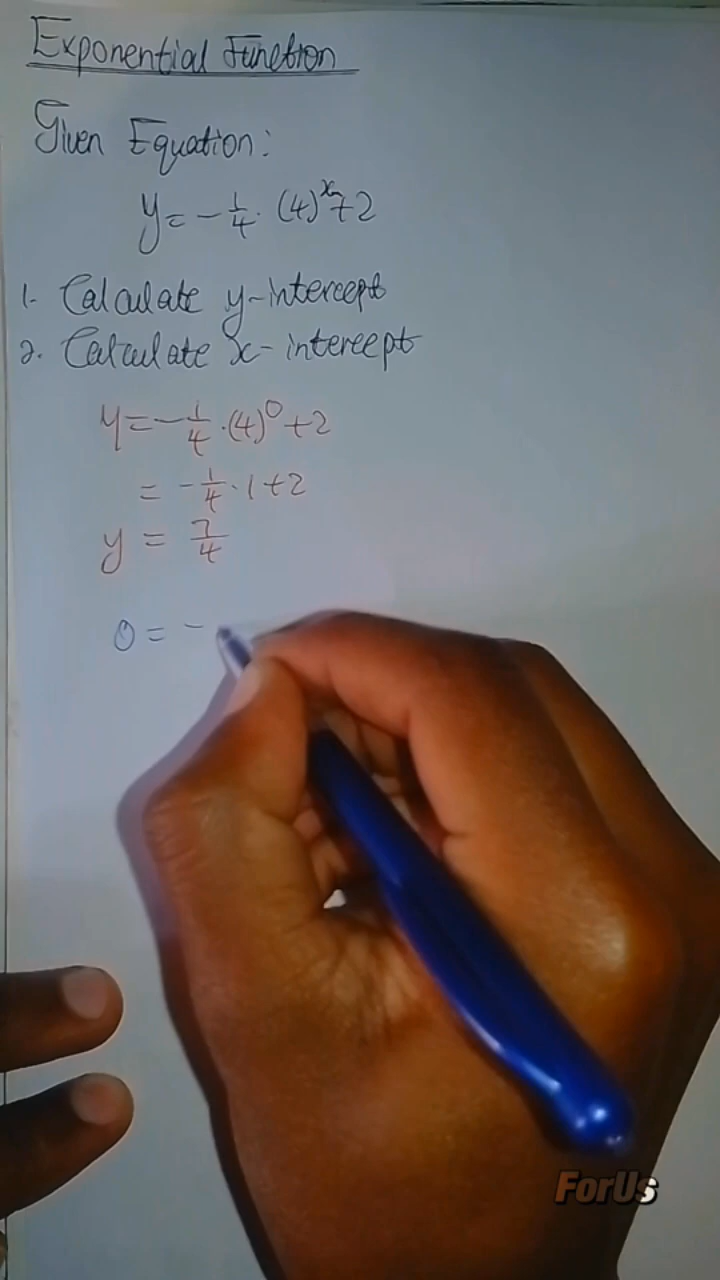 Exponential Function
Given Equation:
y = -1/4 · (4)^x + 2
1. Calculate y-intercept
2. Calculate x-intercept
y = -1/4 · (4)^0 + 2
= -1/4 · 1 + 2
y = 7/4
0 = -
ForUs